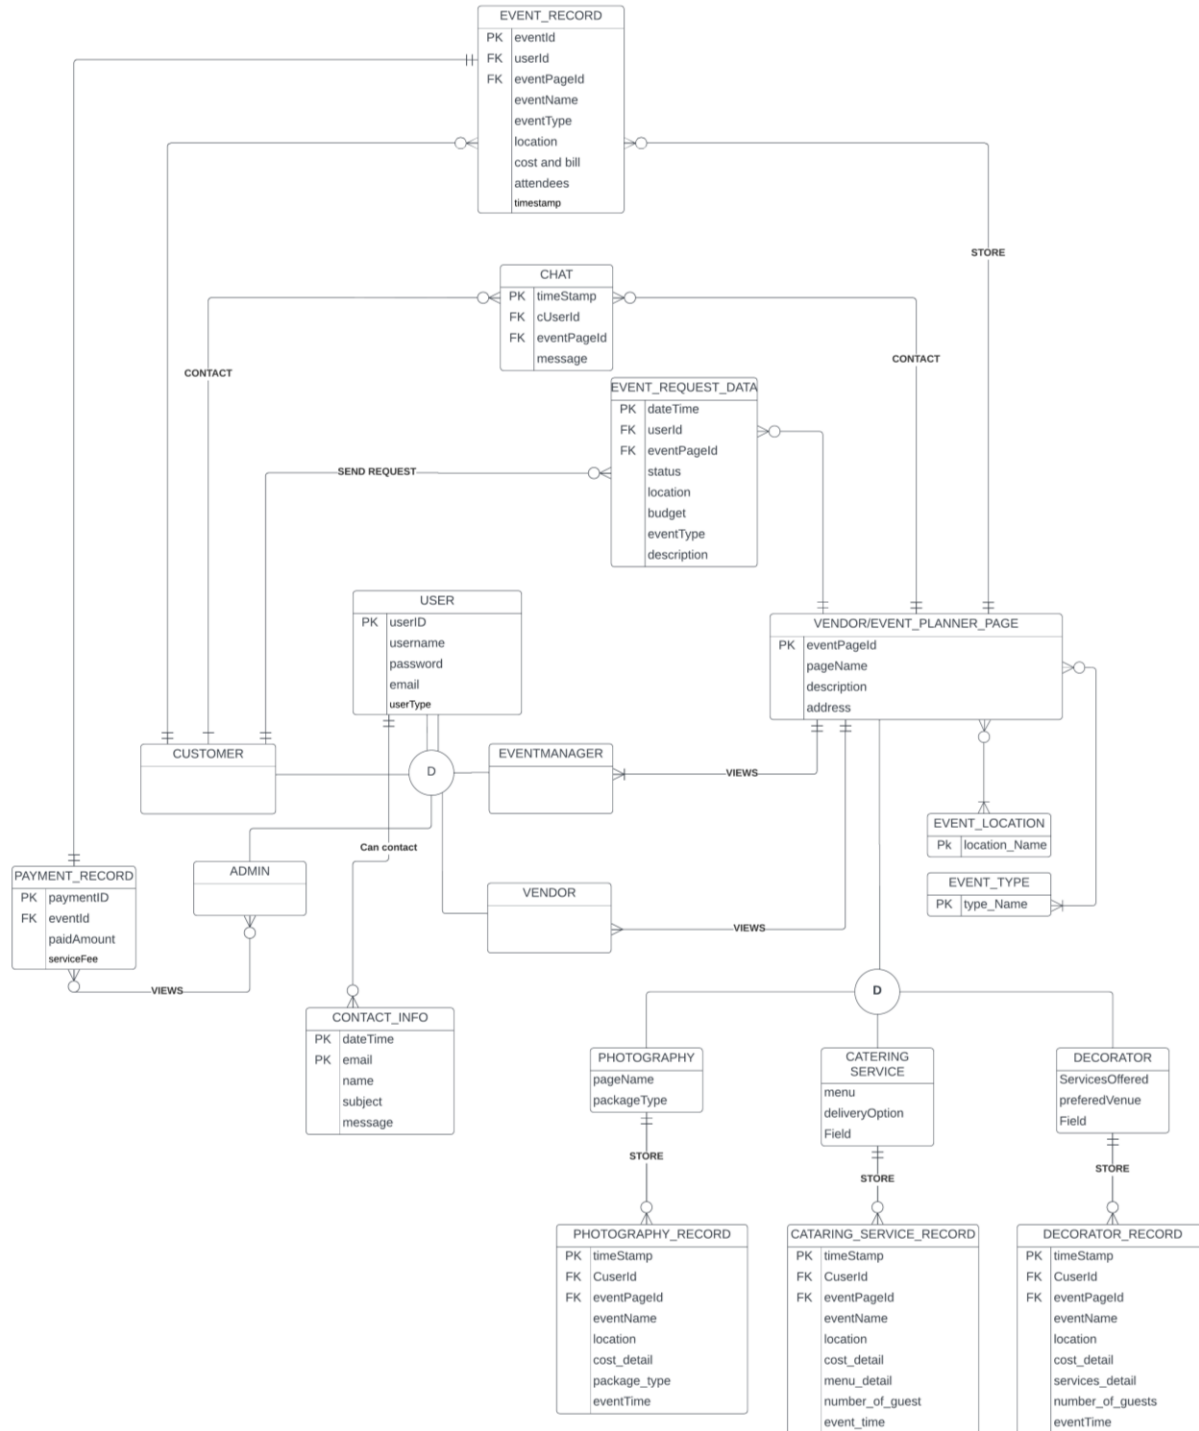 EVENT_RECORD
PK eventId
FK userId
FK eventPageId
eventName
eventType
location
cost and bill
attendees
timestamp
STORE
CHAT
PK timeStamp
FK cUserId
FK eventPageId
message
CONTACT
CONTACT
EVENT_REQUEST_DATA
PK dateTime
FK userId
FK eventPageId
status
location
budget
eventType
description
SEND REQUEST
USER
PK userID
username
password
email
userType
VENDOR/EVENT_PLANNER_PAGE
PK eventPageId
pageName
description
address
CUSTOMER
D
EVENTMANAGER
VIEWS
EVENT_LOCATION
Pk location_Name
Can contact
PAYMENT_RECORD
PK paymentID
FK eventId
paidAmount
serviceFee
ADMIN
VENDOR
EVENT_TYPE
PK type_Name
VIEWS
VIEWS
D
CONTACT_INFO
PK dateTime
PK email
name
subject
message
PHOTOGRAPHY
pageName
packageType
CATERING
SERVICE
menu
deliveryOption
Field
DECORATOR
ServicesOffered
preferedVenue
Field
STORE
STORE
STORE
PHOTOGRAPHY_RECORD
PK timeStamp
FK CuserId
FK eventPageId
eventName
location
cost_detail
package_type
eventTime
CATARING_SERVICE_RECORD
PK timeStamp
FK CuserId
FK eventPageId
eventName
location
cost_detail
menu_detail
number_of_guest
event_time
DECORATOR_RECORD
PK timeStamp
FK CuserId
FK eventPageId
eventName
location
cost_detail
services_detail
number_of_guests
eventTime